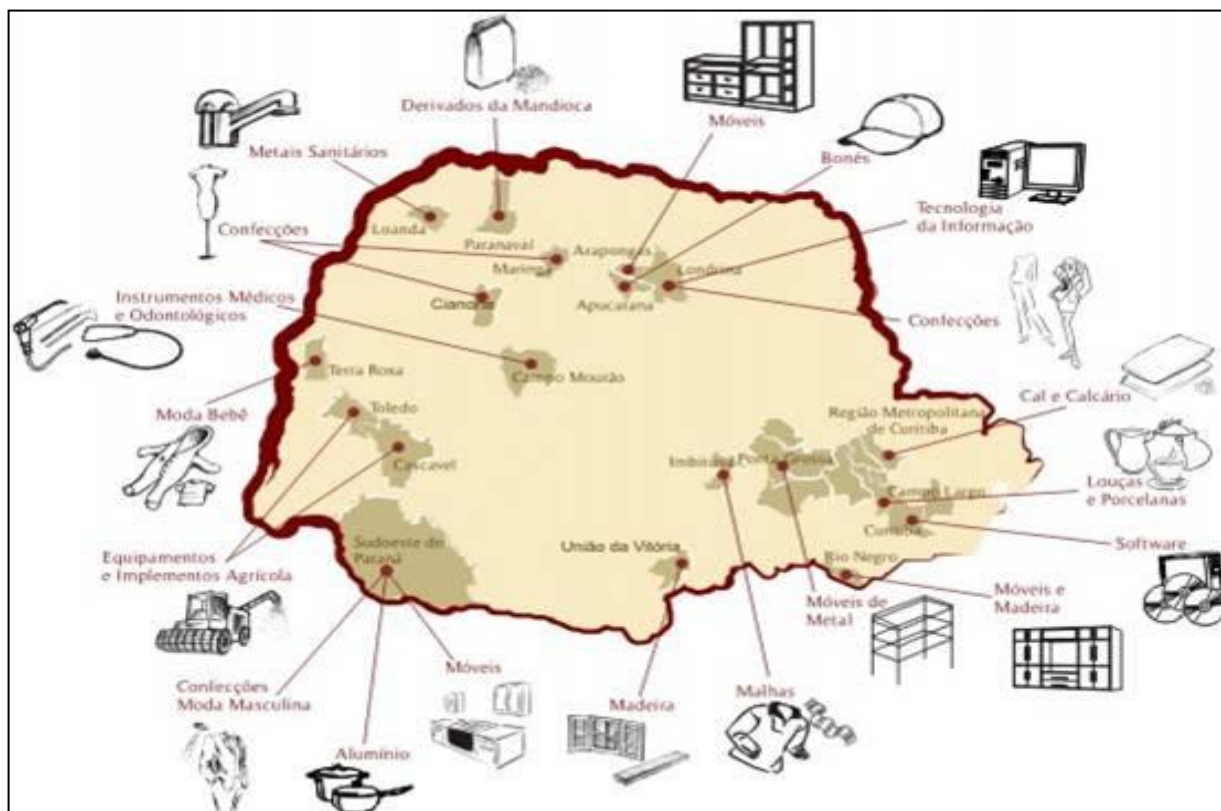 Derivados da Mandioca
Móveis
Metais Sanitários
Bonés
Tecnologia
da Informação
Confecções
Loanda
Paranavaí
Maringá
Arapongas
Londrina
Apucarana
Cianorte
Instrumentos Médicos
e Odontológicos
Confecções
Terra Roxa
Campo Mourão
Moda Bebê
Toledo
Cascavel
Cal e Calcário
Região Metropolitana
de Curitiba
Imbituva
Ponta Grossa
Louças
e Porcelanas
Campo Largo
Curitiba
Software
Equipamentos
e Implementos Agrícola
Sudoeste do
Paraná
União da Vitória
Rio Negro
Móveis de
Metal
Móveis e
Madeira
Confecções
Moda Masculina
Móveis
Madeira
Malhas
Alumínio